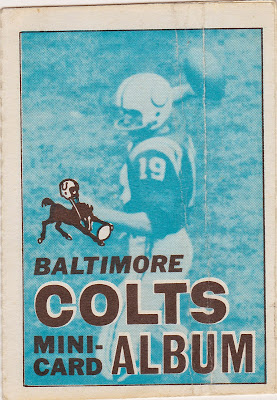 19
BALTIMORE
COLTS
MINI-
CARD ALBUM